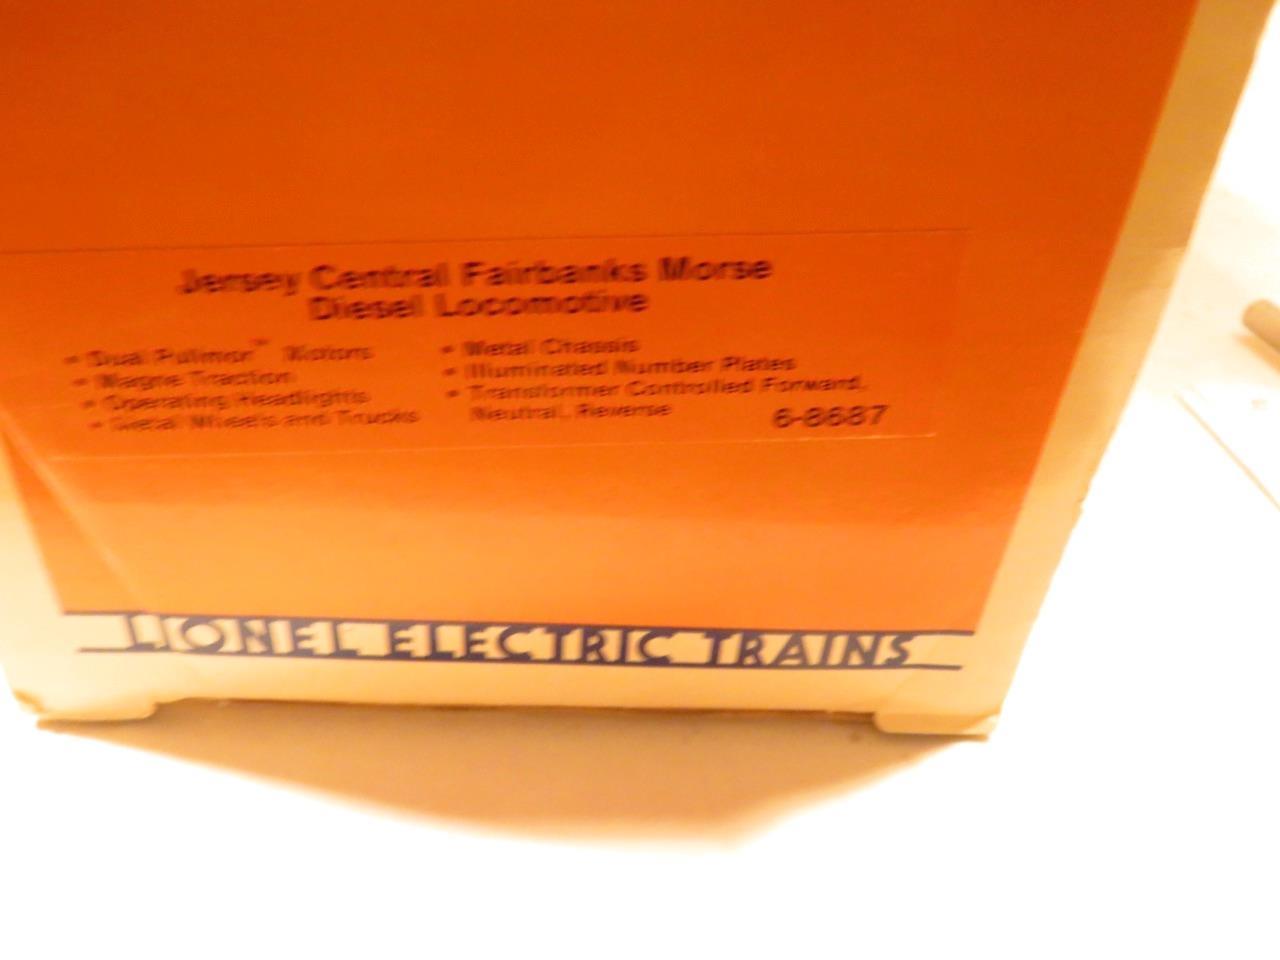 Jersey Central Fairbanks Morse
Diesel Locomotive
• Dual Pullmor™ Motors
• Magne Traction
• Operating Headlights
• Metal Wheels and Trucks
• Metal Chassis
• Illuminated Number Plates
• Transformer Controlled Forward,
Neutral, Reverse
6-8687
LIONEL ELECTRIC TRAINS